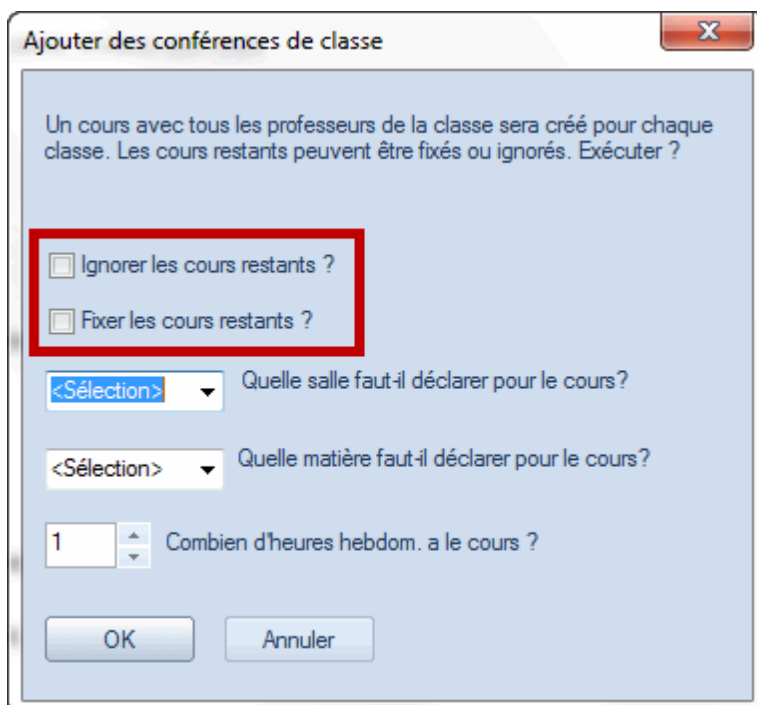 Ajouter des conférences de classe
Un cours avec tous les professeurs de la classe sera créé pour chaque
classe. Les cours restants peuvent être fixés ou ignorés. Exécuter ?
Ignorer les cours restants ?
Fixer les cours restants ?
<Sélection> Quelle salle faut-il déclarer pour le cours?
<Sélection> Quelle matière faut-il déclarer pour le cours?
1 Combien d'heures hebdom. a le cours ?
OK Annuler